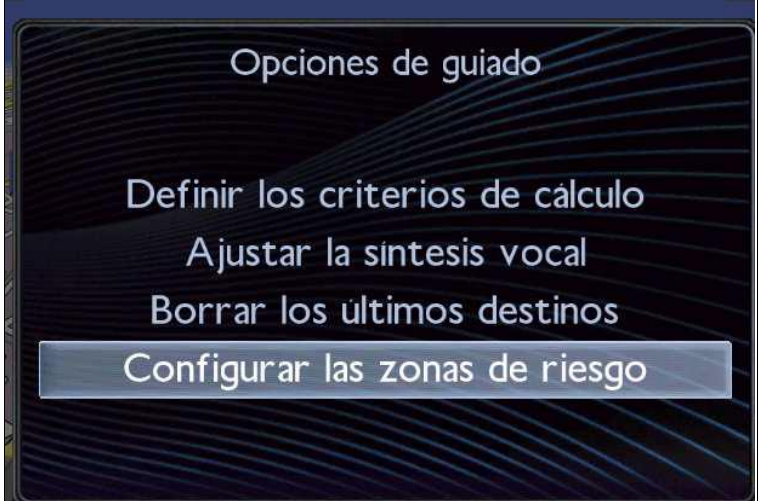 Opciones de guiado
Definir los criterios de cálculo
Ajustar la síntesis vocal
Borrar los últimos destinos
Configurar las zonas de riesgo